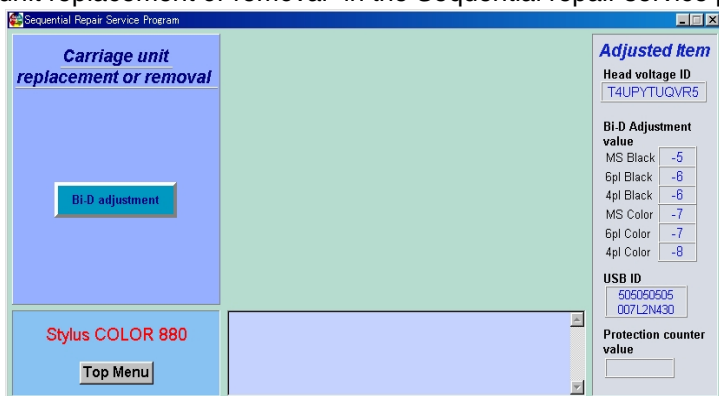 unit replacement or removal" in the Sequential repair service p
Sequential Repair Service Program
Carriage unit
replacement or removal
Bi-D adjustment
Stylus COLOR 880
Top Menu
Adjusted Item
Head voltage ID
T4UPYTUQVR5
Bi-D Adjustment
value
MS Black -5
6pl Black -6
4pl Black -6
MS Color -7
6pl Color -7
4pl Color -8
USB ID
505050505
007L2N430
Protection counter
value